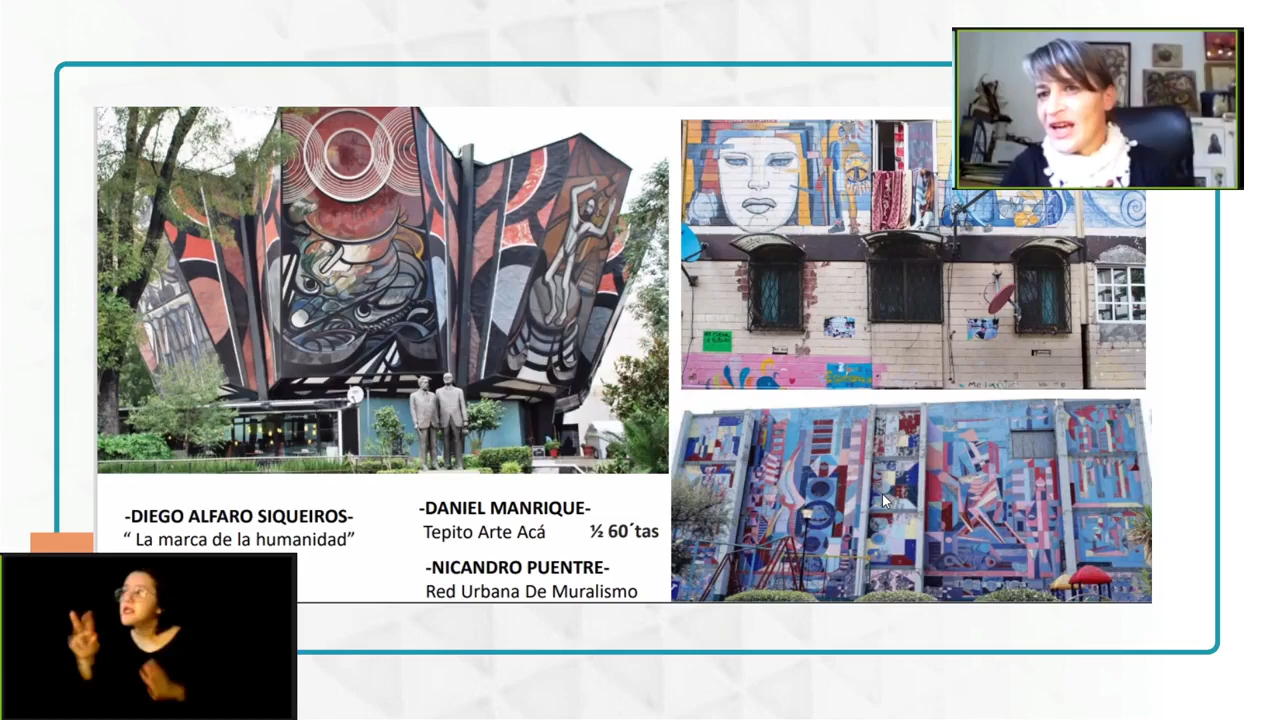 -DIEGO ALFARO SIQUEIROS-
“ La marca de la humanidad”
-DANIEL MANRIQUE-
Tepito Arte Acá
½ 60´tas
-NICANDRO PUENTRE-
Red Urbana De Muralismo